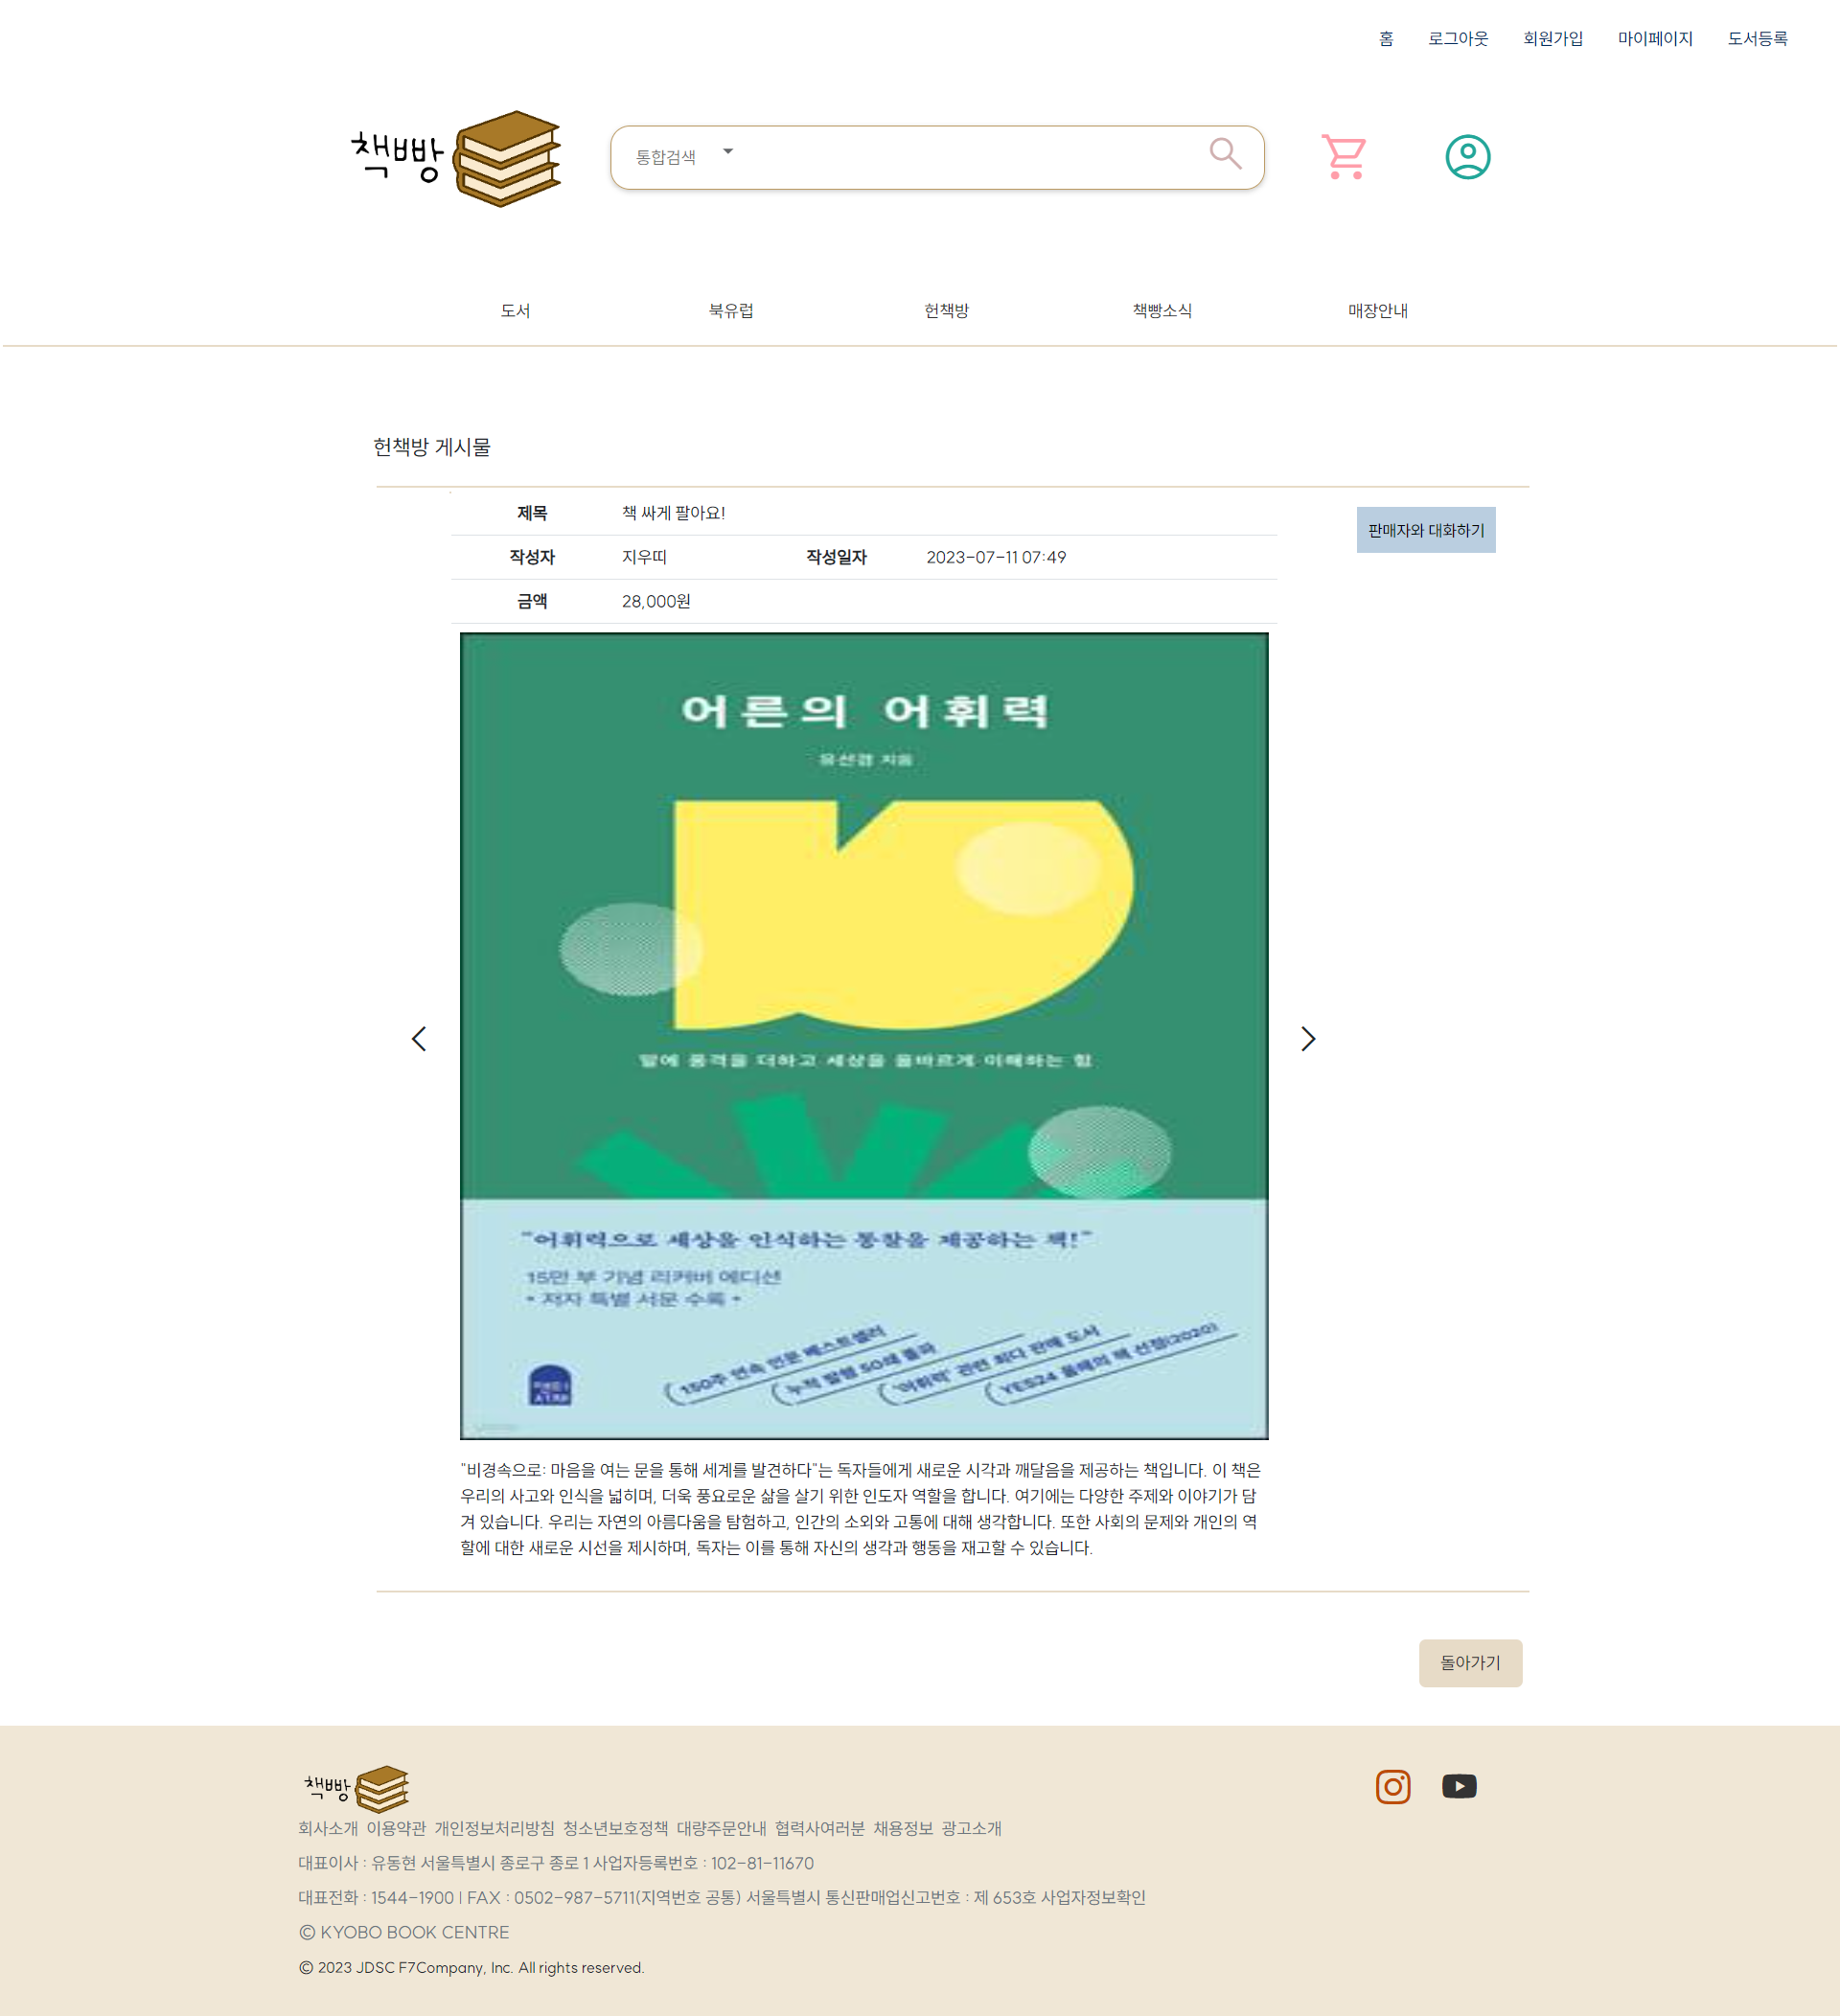 홈 로그아웃 회원가입 마이페이지 도서등록
책빵
통합검색
도서 북유럽 헌책방 책빵소식 매장안내
헌책방 게시물
제목 책 싸게 팔아요!
판매자와 대화하기
작성자 지우띠 작성일자 2023-07-11 07:49
금액 28,000원
어른의 어휘력
유선경 지음
말에 품격을 더하고 세상을 올바르게 이해하는 힘
"어휘력으로 세상을 인식하는 통찰을 제공하는 책!"
15만 부 기념 리커버 에디션
* 저자 특별 서문 수록 *
150주 연속 인문 베스트셀러
누적 발행 50쇄 돌파
'어휘력' 관련 최다 판매 도서
YES24 올해의 책 선정(2020)
"비경속으로: 마음을 여는 문을 통해 세계를 발견하다"는 독자들에게 새로운 시각과 깨달음을 제공하는 책입니다. 이 책은
우리의 사고와 인식을 넓히며, 더욱 풍요로운 삶을 살기 위한 인도자 역할을 합니다. 여기에는 다양한 주제와 이야기가 담
겨 있습니다. 우리는 자연의 아름다움을 탐험하고, 인간의 소외와 고통에 대해 생각합니다. 또한 사회의 문제와 개인의 역
할에 대한 새로운 시선을 제시하며, 독자는 이를 통해 자신의 생각과 행동을 재고할 수 있습니다.
돌아가기
책빵
회사소개 이용약관 개인정보처리방침 청소년보호정책 대량주문안내 협력사여러분 채용정보 광고소개
대표이사 : 유동현 서울특별시 종로구 종로 1 사업자등록번호 : 102-81-11670
대표전화 : 1544-1900 | FAX : 0502-987-5711(지역번호 공통) 서울특별시 통신판매업신고번호 : 제 653호 사업자정보확인
© KYOBO BOOK CENTRE
© 2023 JDSC F7Company, Inc. All rights reserved.